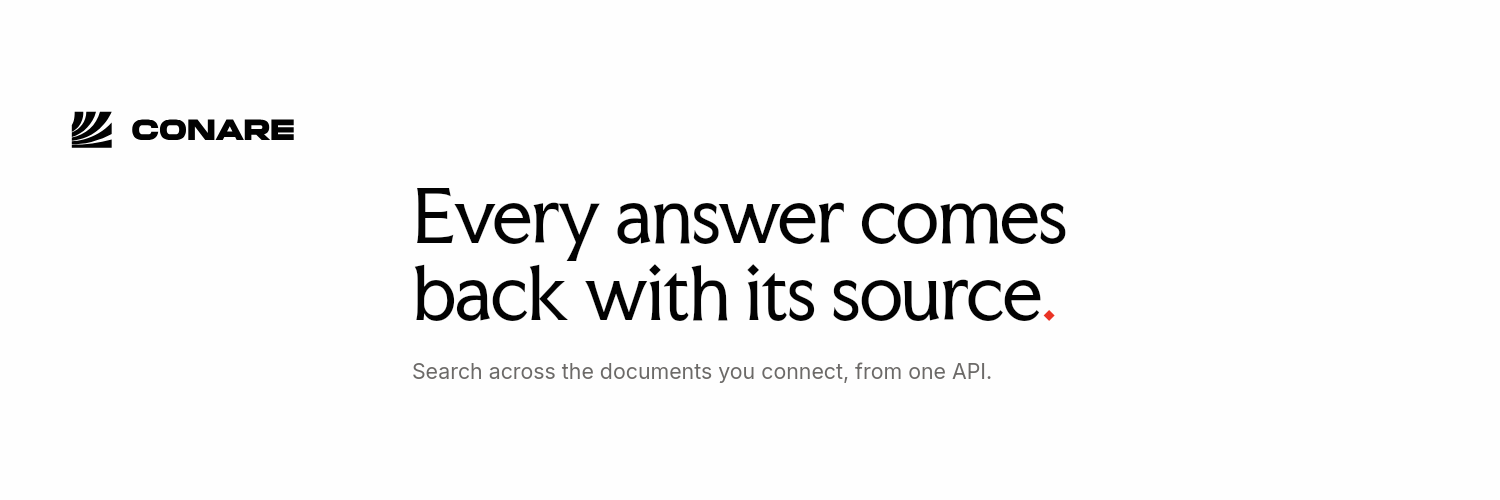 CONARE
Every answer comes
back with its source.
Search across the documents you connect, from one API.